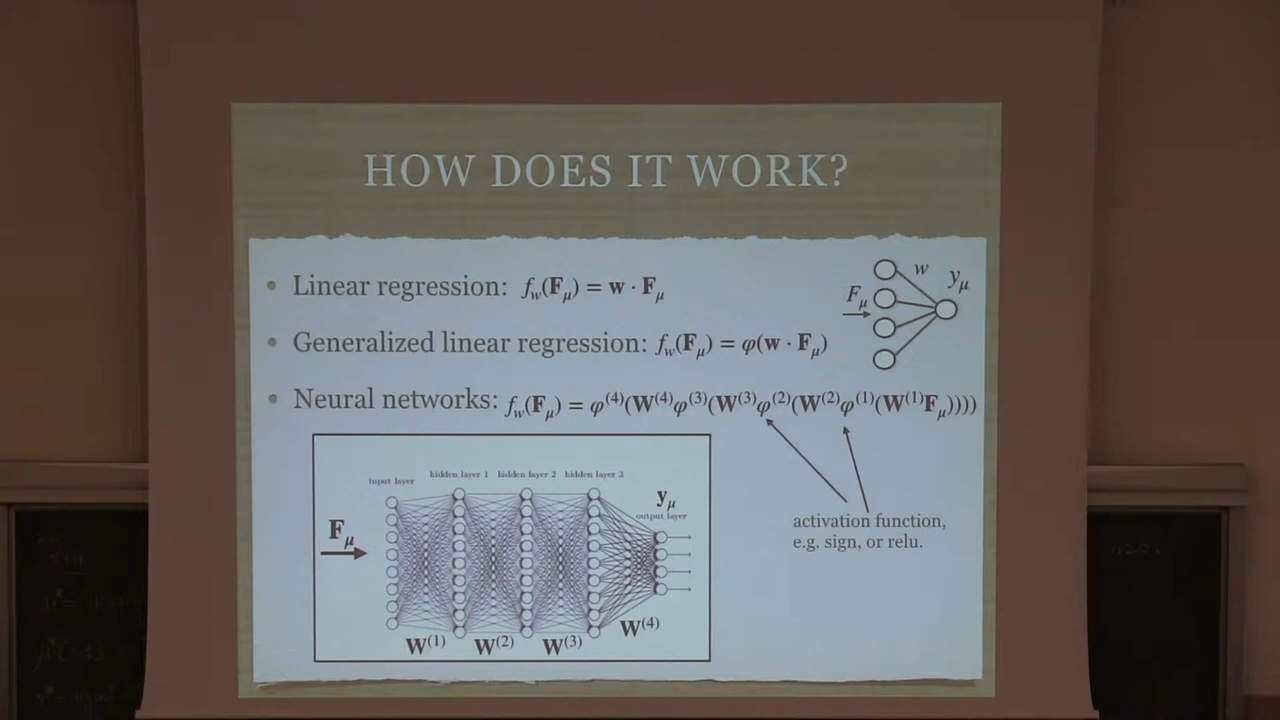 HOW DOES IT WORK?
• Linear regression: f_w(F_μ) = w · F_μ
F_μ w y_μ
• Generalized linear regression: f_w(F_μ) = φ(w · F_μ)
• Neural networks: f_w(F_μ) = φ^(4)(W^(4)φ^(3)(W^(3)φ^(2)(W^(2)φ^(1)(W^(1)F_μ))))
input layer hidden layer 1 hidden layer 2 hidden layer 3
y_μ
output layer
F_μ
activation function,
e.g. sign, or relu.
W^(1) W^(2) W^(3) W^(4)